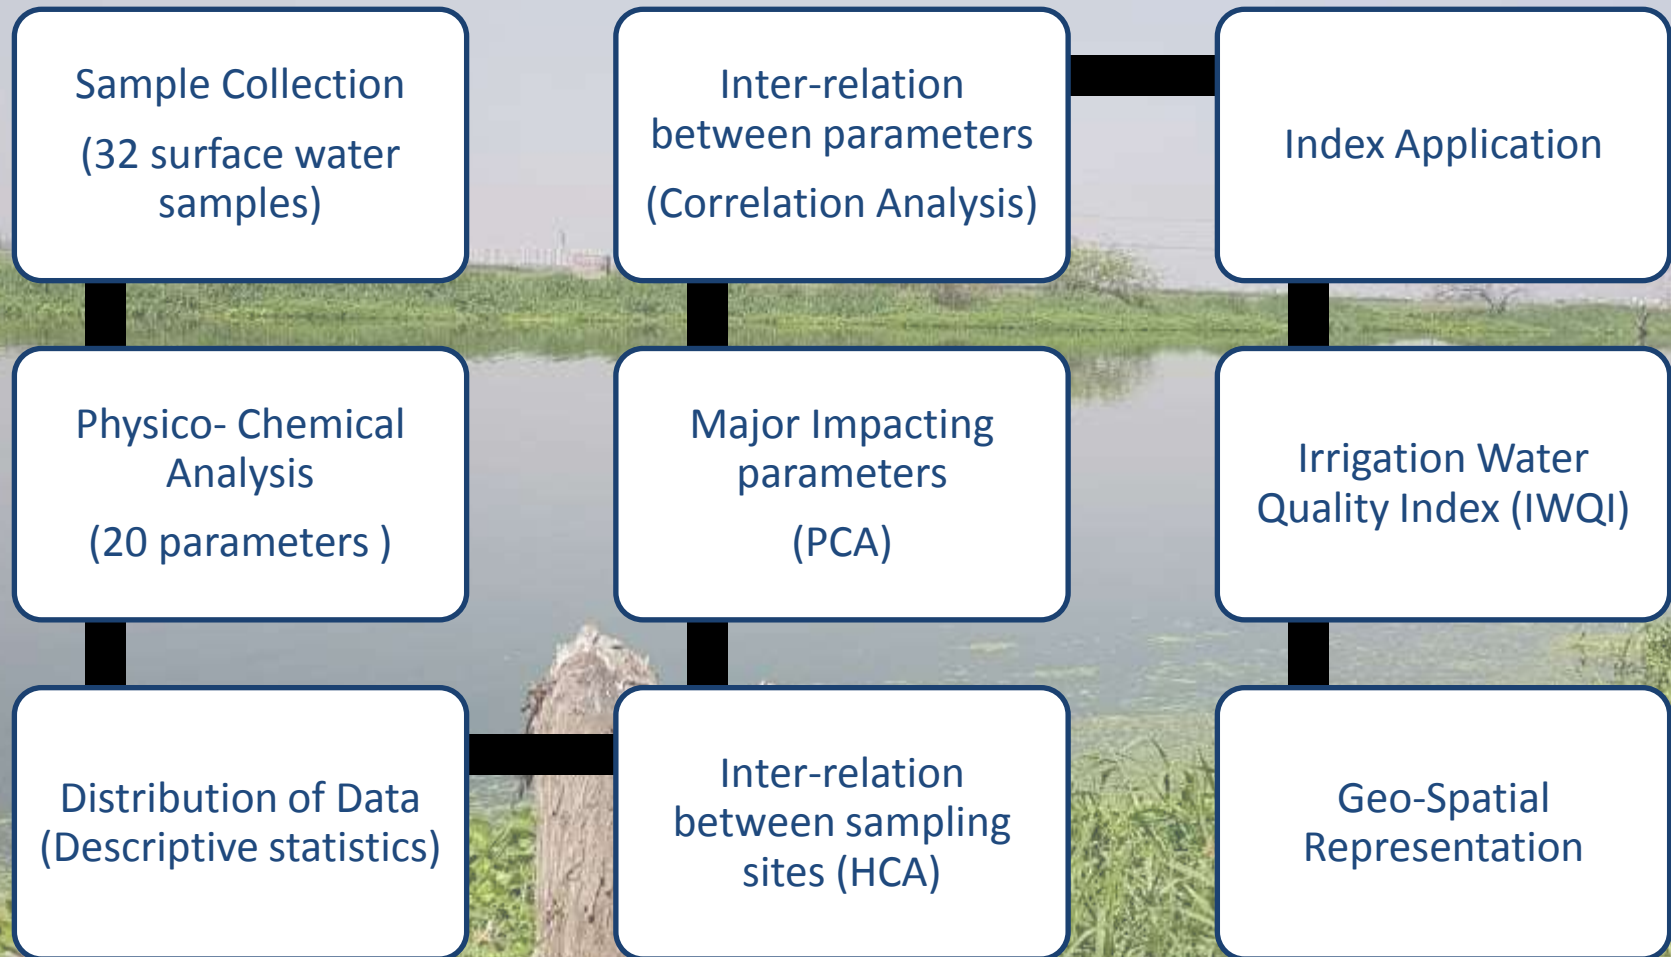 Sample Collection
(32 surface water
samples)
Physico- Chemical
Analysis
(20 parameters )
Distribution of Data
(Descriptive statistics)
Inter-relation
between sampling
sites (HCA)
Major Impacting
parameters
(PCA)
Inter-relation
between parameters
(Correlation Analysis)
Index Application
Irrigation Water
Quality Index (IWQI)
Geo-Spatial
Representation